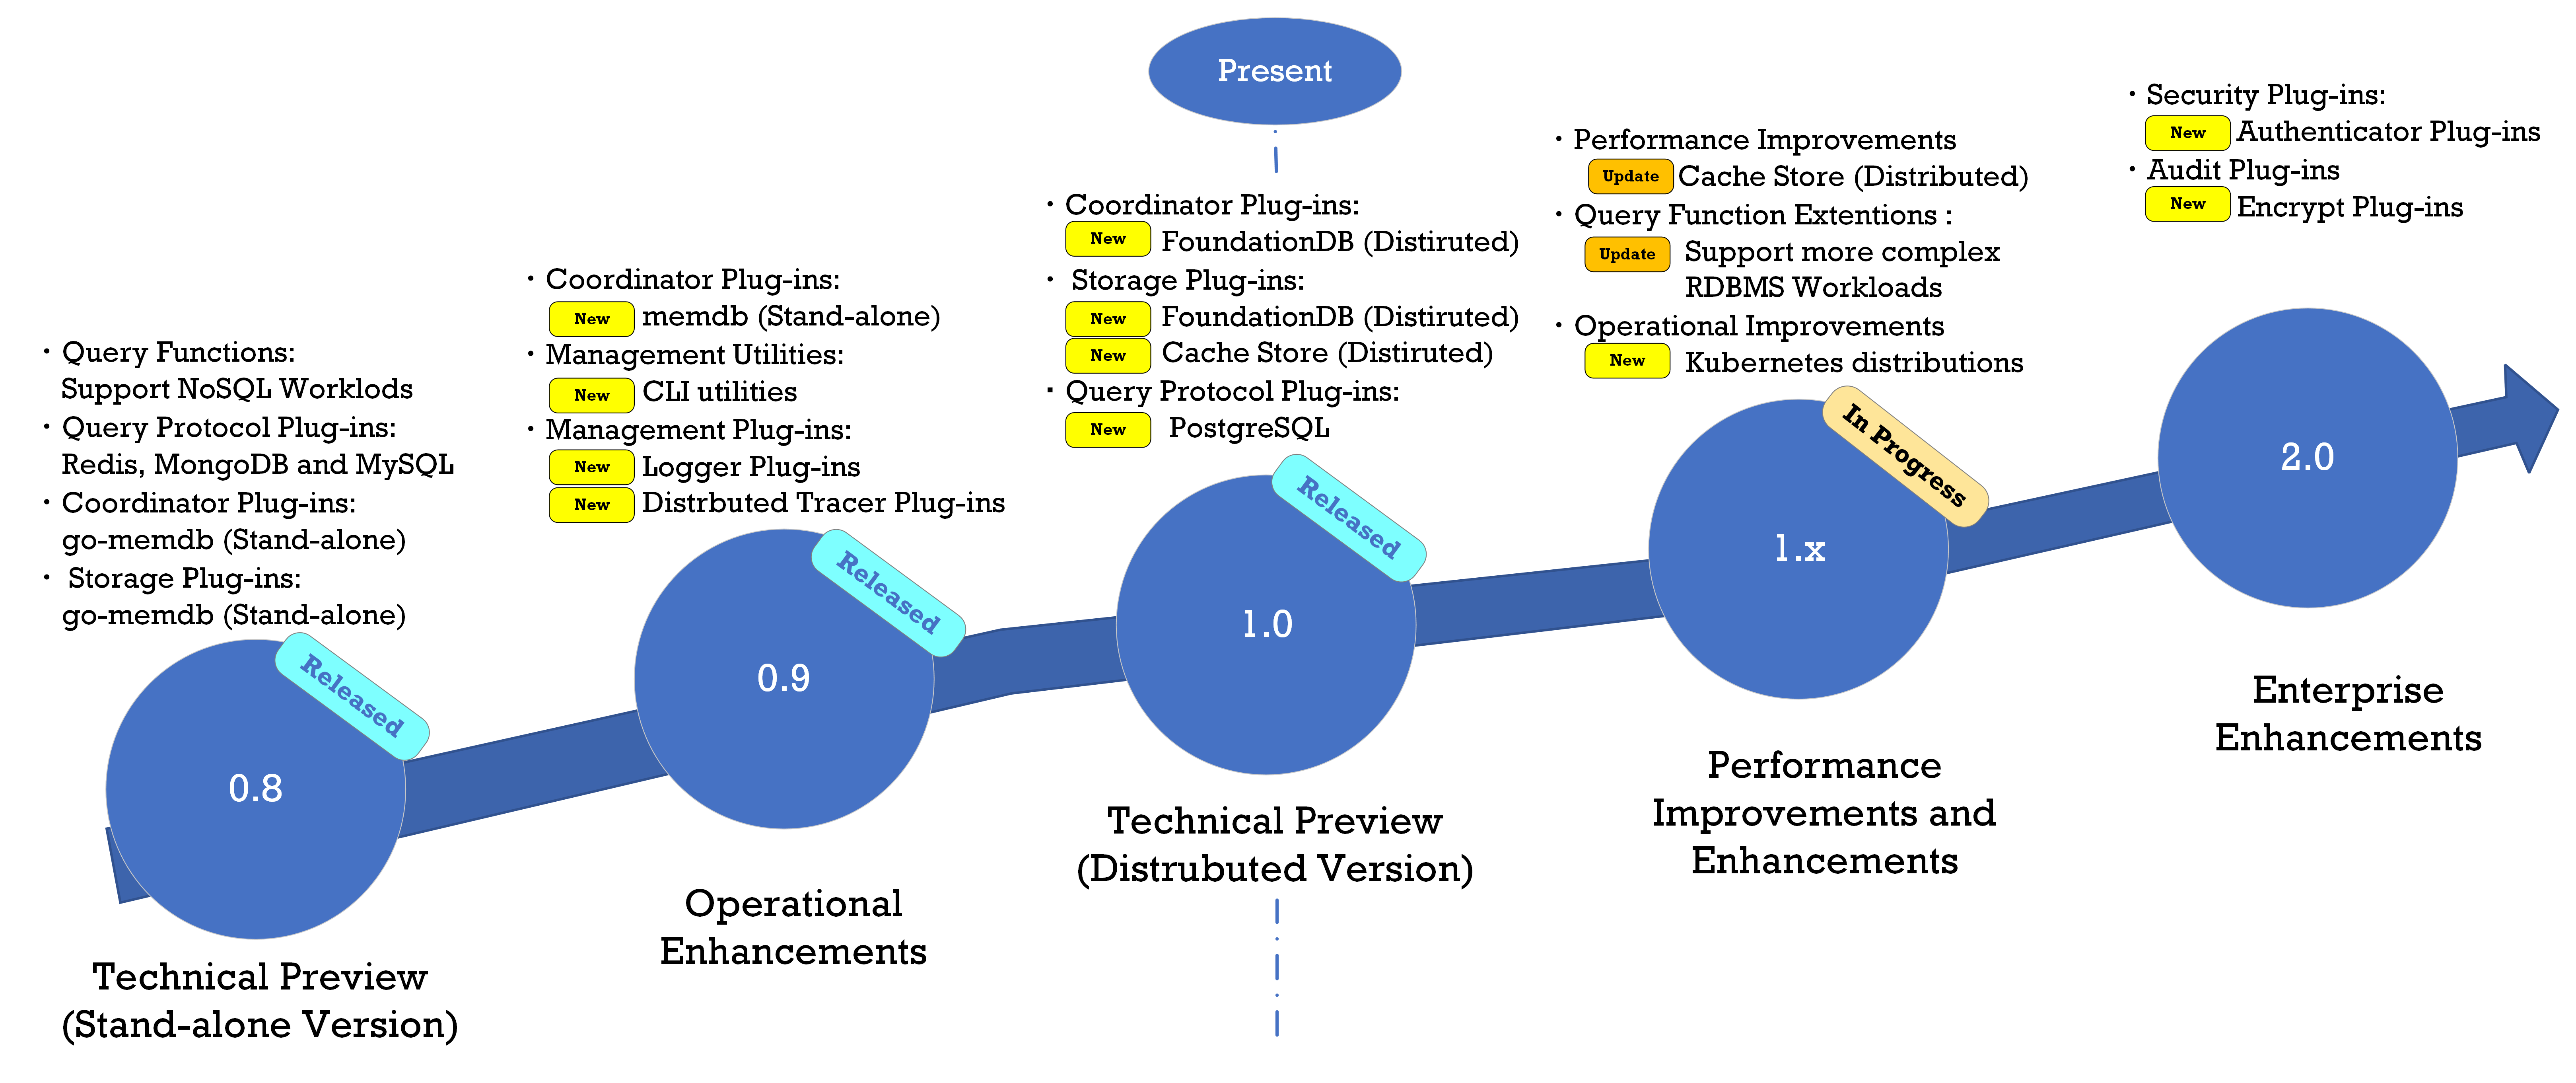 Present
・Query Functions:
Support NoSQL Worklods
・Query Protocol Plug-ins:
Redis, MongoDB and MySQL
・Coordinator Plug-ins:
go-memdb (Stand-alone)
・Storage Plug-ins:
go-memdb (Stand-alone)
Released
0.8
Technical Preview
(Stand-alone Version)
・Coordinator Plug-ins:
New memdb (Stand-alone)
・Management Utilities:
New CLI utilities
・Management Plug-ins:
New Logger Plug-ins
New Distrbuted Tracer Plug-ins
Released
0.9
Operational
Enhancements
・Coordinator Plug-ins:
New FoundationDB (Distiruted)
・Storage Plug-ins:
New FoundationDB (Distiruted)
New Cache Store (Distiruted)
・Query Protocol Plug-ins:
New PostgreSQL
Released
1.0
Technical Preview
(Distrubuted Version)
・Performance Improvements
Update Cache Store (Distributed)
・Query Function Extentions :
Update Support more complex
RDBMS Workloads
・Operational Improvements
New Kubernetes distributions
In Progress
1.x
Performance
Improvements and
Enhancements
・Security Plug-ins:
New Authenticator Plug-ins
・Audit Plug-ins
New Encrypt Plug-ins
2.0
Enterprise
Enhancements